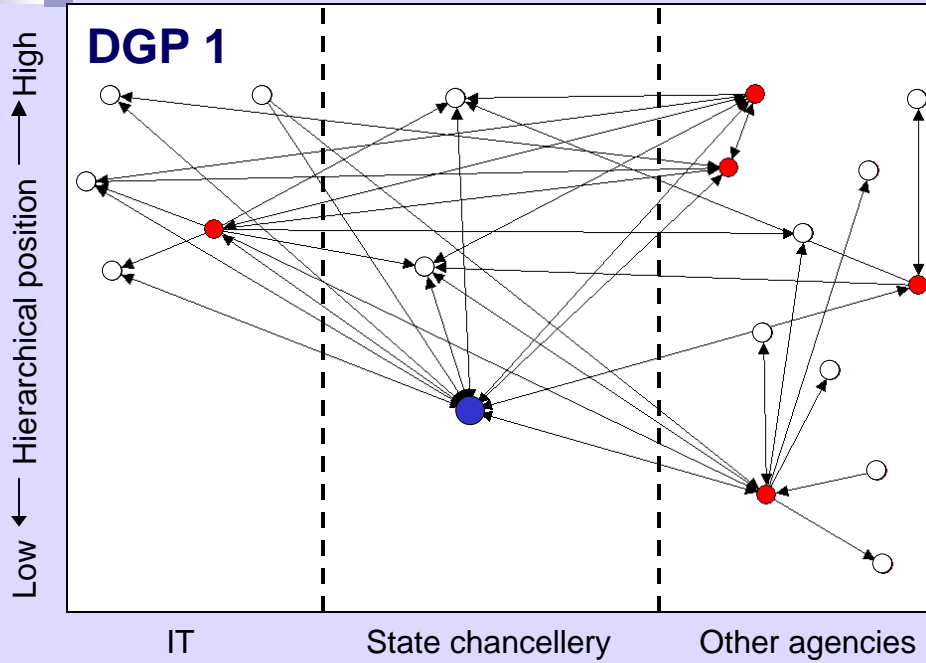 DGP 1
High
Hierarchical position
Low
IT
State chancellery
Other agencies